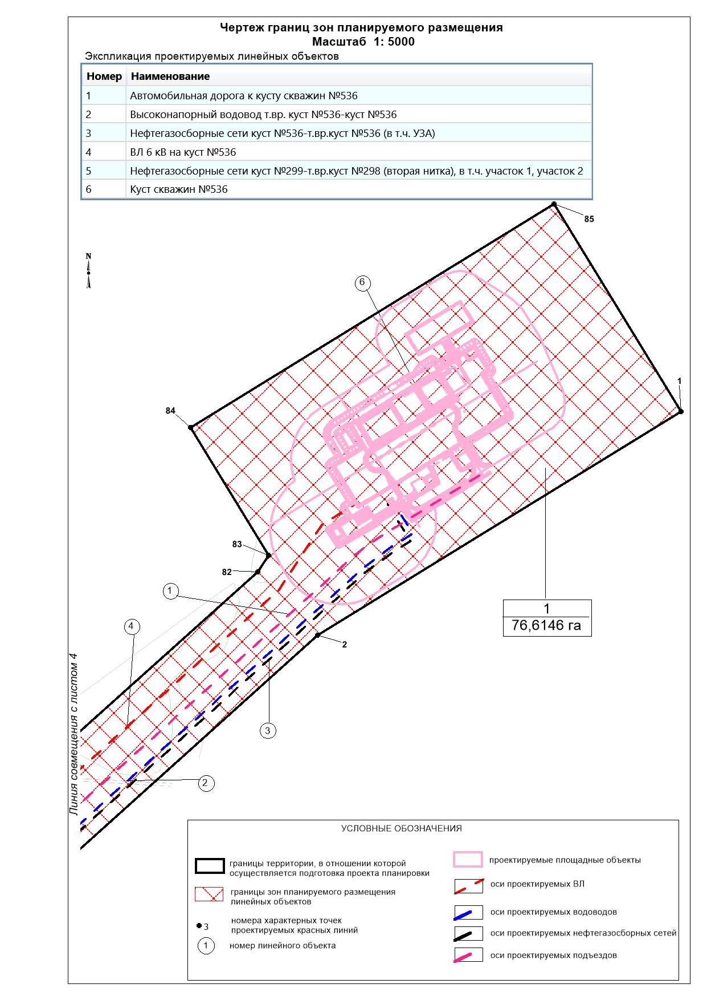 Чертеж границ зон планируемого размещения
Масштаб 1: 5000
Экспликация проектируемых линейных объектов
Номер Наименование
1 Автомобильная дорога к кусту скважин №536
2 Высоконапорный водовод т.вр. куст №536-куст №536
3 Нефтегазосборные сети куст №536-т.вр.куст №536 (в т.ч. УЗА)
4 ВЛ 6 кВ на куст №536
5 Нефтегазосборные сети куст №299-т.вр.куст №298 (вторая нитка), в т.ч. участок 1, участок 2
6 Куст скважин №536
85
N
6
1
84
83
82
1
1
76,6146 га
4
2
Линия совмещения с листом 4
3
2
УСЛОВНЫЕ ОБОЗНАЧЕНИЯ
границы территории, в отношении которой
осуществляется подготовка проекта планировки
границы зон планируемого размещения
линейных объектов
3 номера характерных точек
проектируемых красных линий
1 номер линейного объекта
проектируемые площадные объекты
оси проектируемых ВЛ
оси проектируемых водоводов
оси проектируемых нефтегазосборных сетей
оси проектируемых подъездов